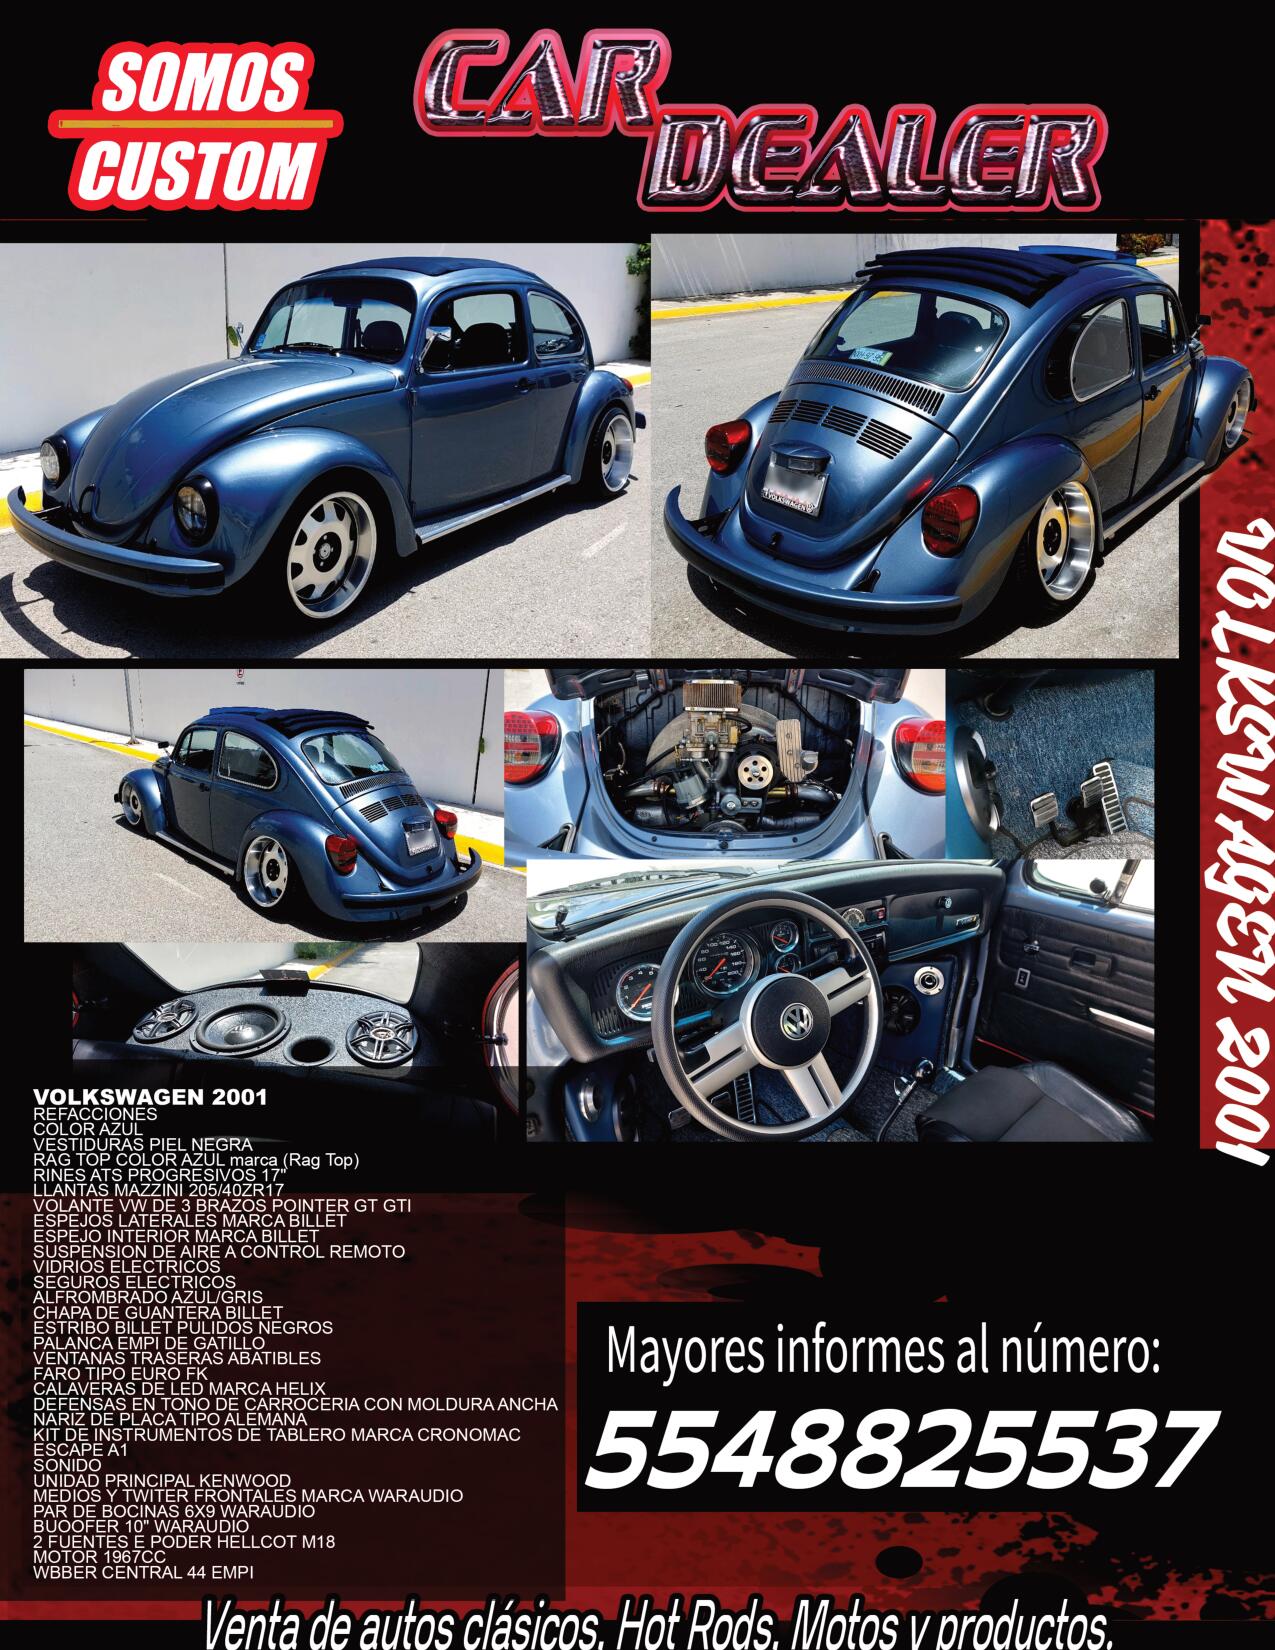 SOMOS
CUSTOM
CAR
DEALER
VOLKSWAGEN 2001
VOLKSWAGEN 2001
REFACCIONES
COLOR AZUL
VESTIDURAS PIEL NEGRA
RAG TOP COLOR AZUL marca (Rag Top)
RINES ATS PROGRESIVOS 17"
LLANTAS MAZZINI 205/40ZR17
VOLANTE VW DE 3 BRAZOS POINTER GT GTI
ESPEJOS LATERALES MARCA BILLET
ESPEJO INTERIOR MARCA BILLET
SUSPENSION DE AIRE A CONTROL REMOTO
VIDRIOS ELECTRICOS
SEGUROS ELECTRICOS
ALFROMBRADO AZUL/GRIS
CHAPA DE GUANTERA BILLET
ESTRIBO BILLET PULIDOS NEGROS
PALANCA EMPI DE GATILLO
VENTANAS TRASERAS ABATIBLES
FARO TIPO EURO FK
CALAVERAS DE LED MARCA HELIX
DEFENSAS EN TONO DE CARROCERIA CON MOLDURA ANCHA
NARIZ DE PLACA TIPO ALEMANA
KIT DE INSTRUMENTOS DE TABLERO MARCA CRONOMAC
ESCAPE A1
SONIDO
UNIDAD PRINCIPAL KENWOOD
MEDIOS Y TWITER FRONTALES MARCA WARAUDIO
PAR DE BOCINAS 6X9 WARAUDIO
BUOOFER 10" WARAUDIO
2 FUENTES E PODER HELLCOT M18
MOTOR 1967CC
WBBER CENTRAL 44 EMPI
Mayores informes al número:
5548825537
Venta de autos clásicos, Hot Rods, Motos y productos.